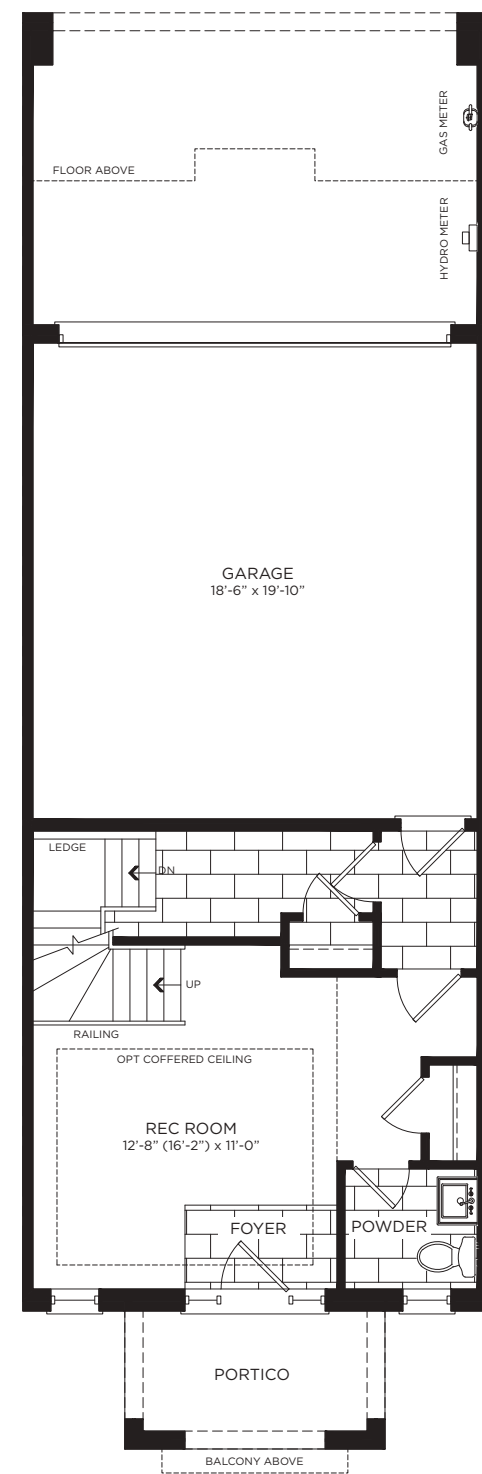 GAS METER
FLOOR ABOVE
HYDRO METER
GARAGE
18'-6” x 19'-10”
LEDGE
DN
UP
RAILING
OPT COFFERED CEILING
REC ROOM
12'-8” (16'-2”) x 11'-0”
FOYER
POWDER
PORTICO
BALCONY ABOVE